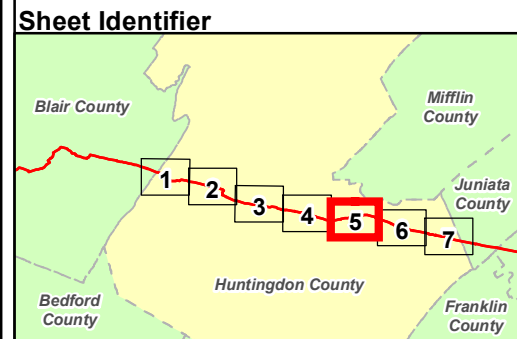 Sheet Identifier
Blair County
Mifflin
County
Juniata
County
1
2
3
4
5
6
7
Huntingdon County
Bedford
County
Franklin
County